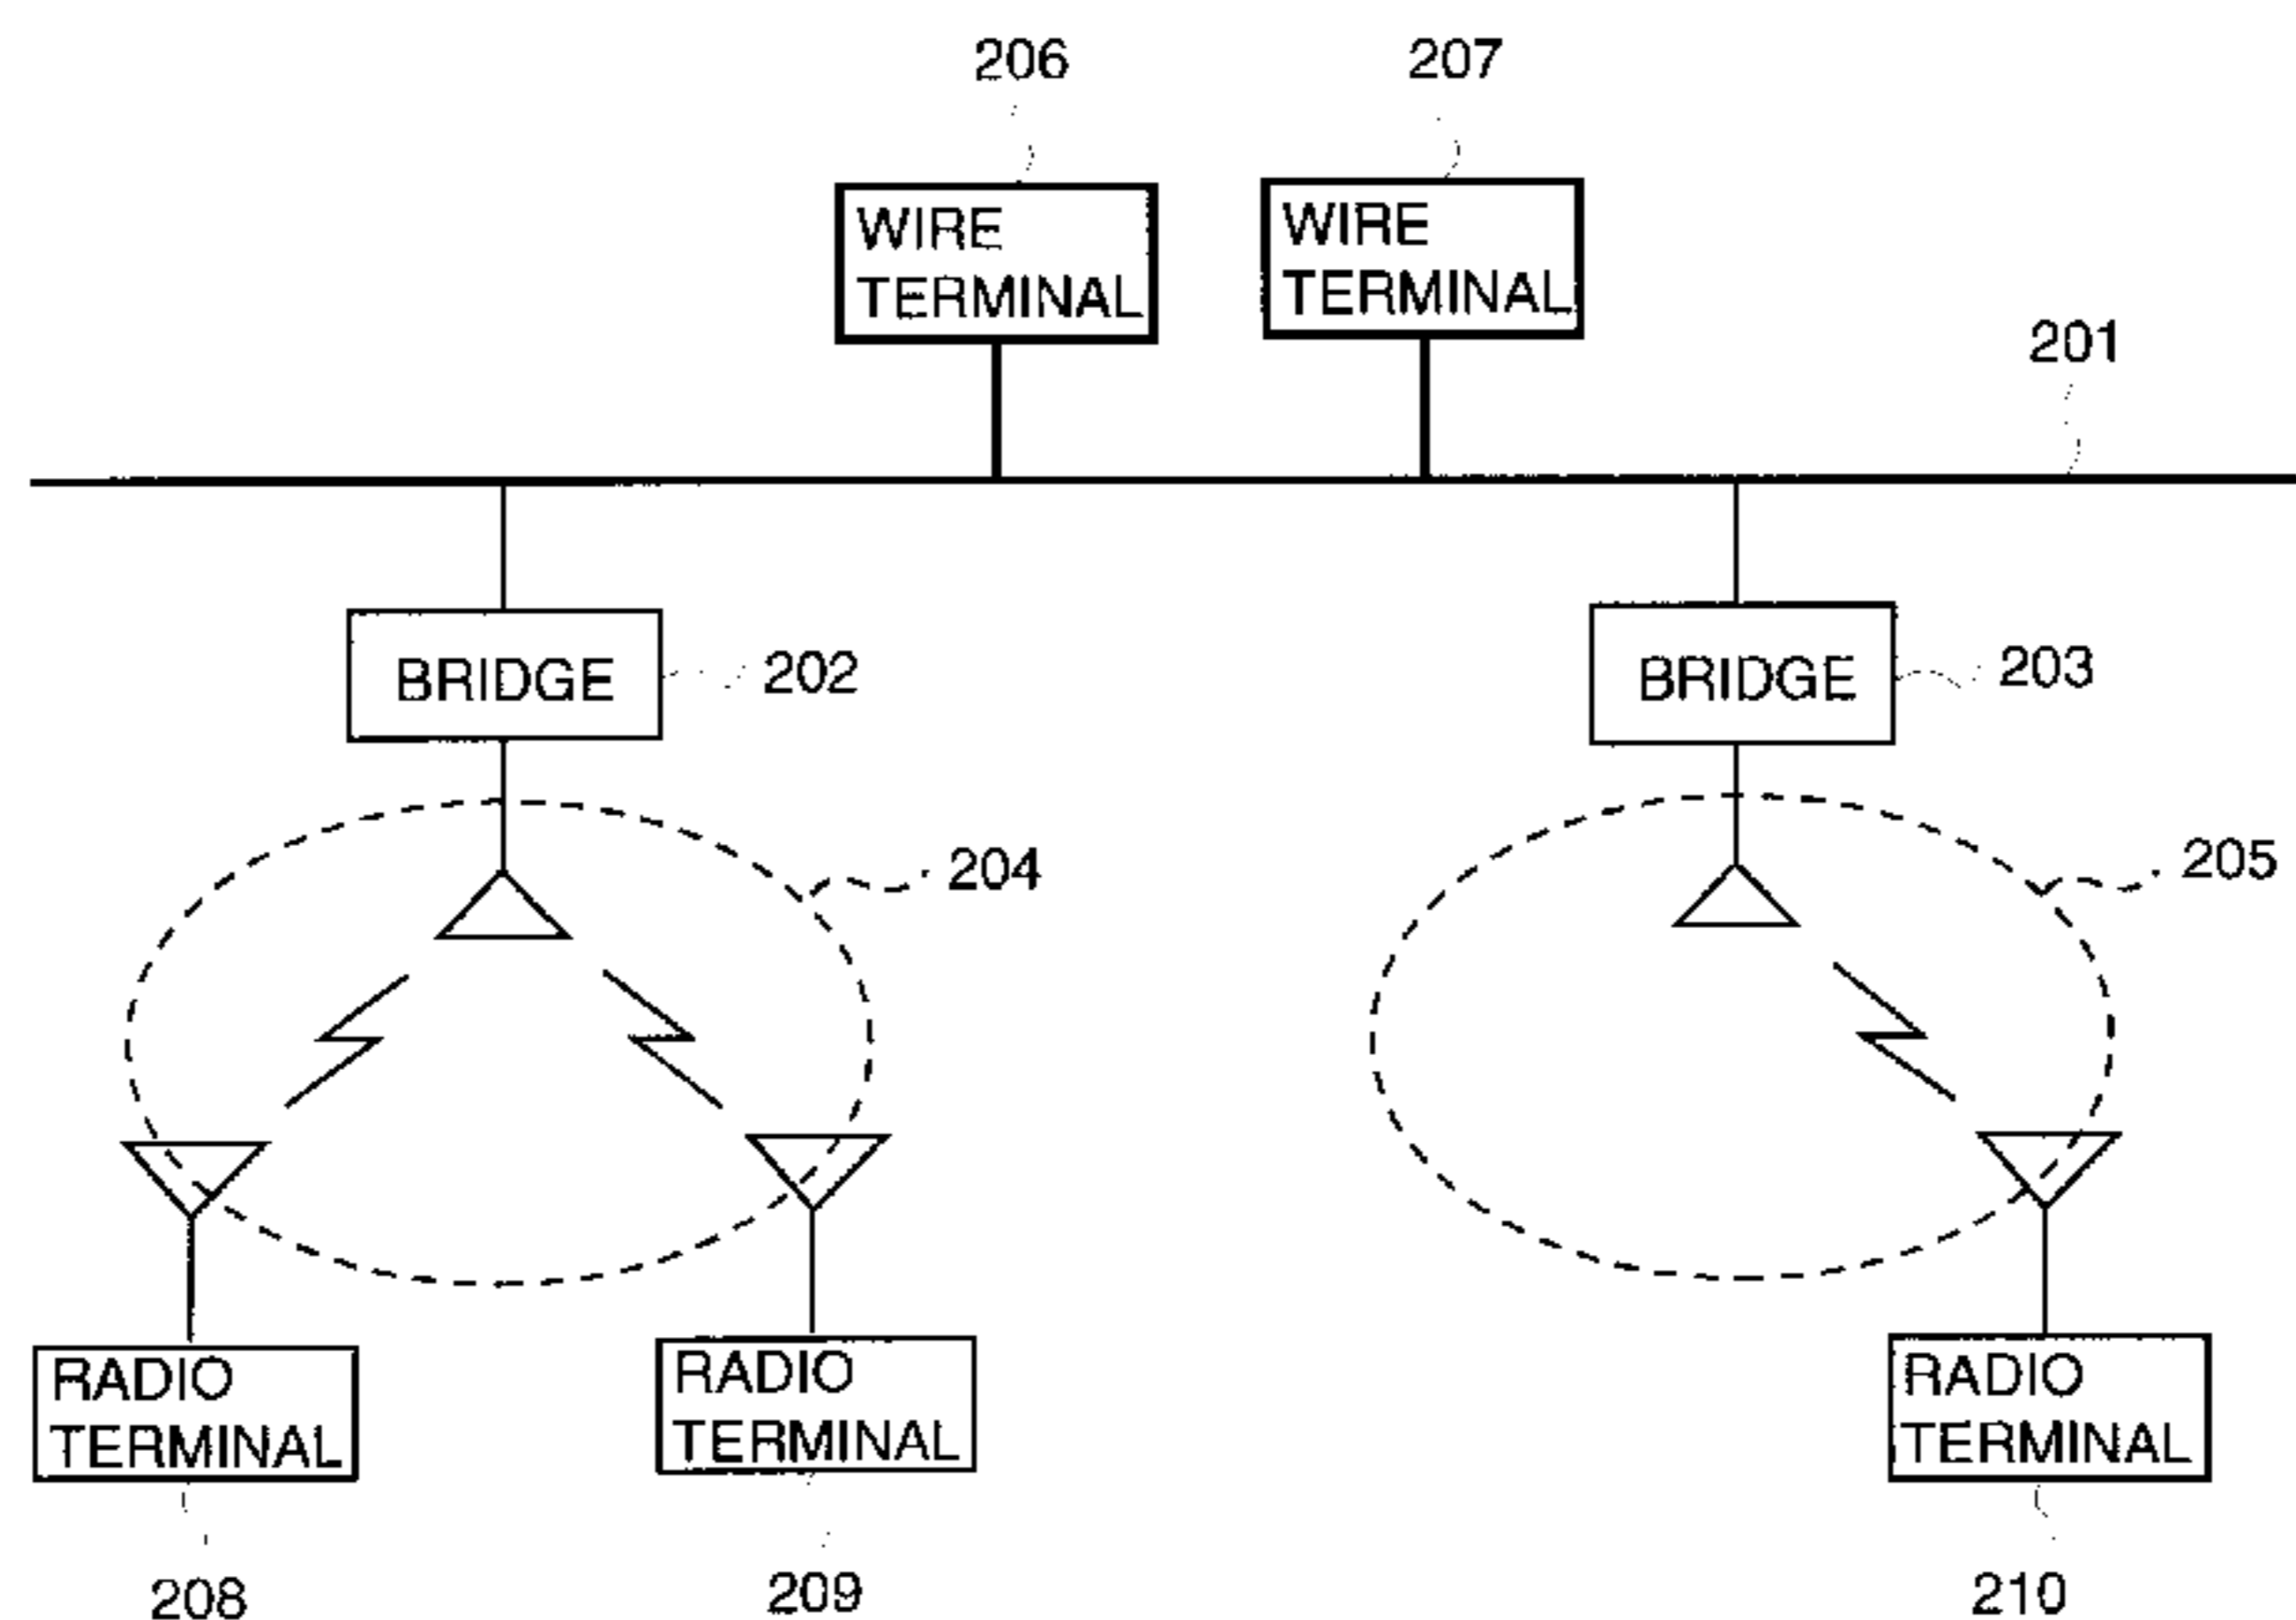 206
207
WIRE
TERMINAL
WIRE
TERMINAL
201
BRIDGE
202
BRIDGE
203
204
205
RADIO
TERMINAL
RADIO
TERMINAL
RADIO
TERMINAL
208
209
210